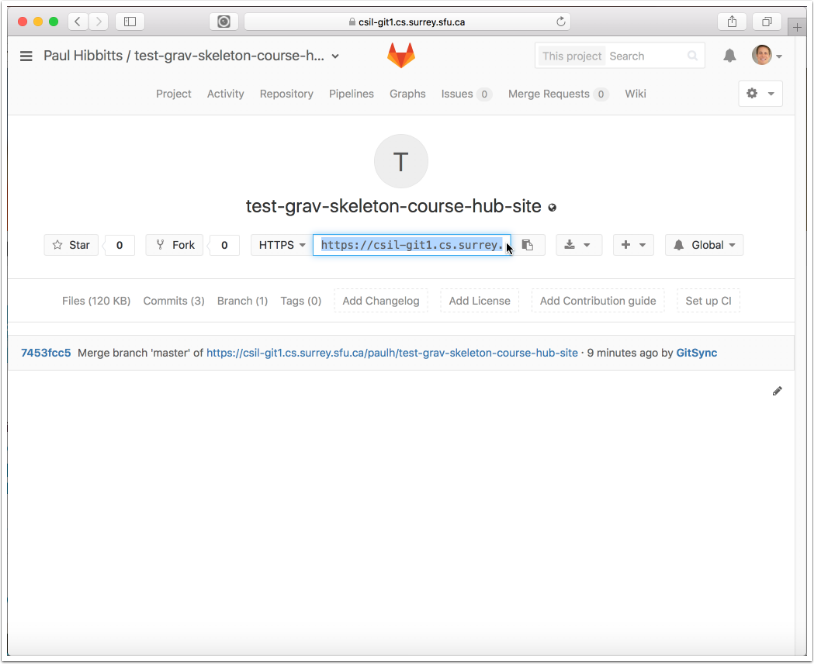 csil-git1.cs.surrey.sfu.ca
Paul Hibbitts / test-grav-skeleton-course-h...
This project Search
Project Activity Repository Pipelines Graphs Issues 0 Merge Requests 0 Wiki
T
test-grav-skeleton-course-hub-site
Star 0 Fork 0 HTTPS https://csil-git1.cs.surrey. Global
Files (120 KB) Commits (3) Branch (1) Tags (0) Add Changelog Add License Add Contribution guide Set up CI
7453fcc5 Merge branch 'master' of https://csil-git1.cs.surrey.sfu.ca/paulh/test-grav-skeleton-course-hub-site · 9 minutes ago by GitSync